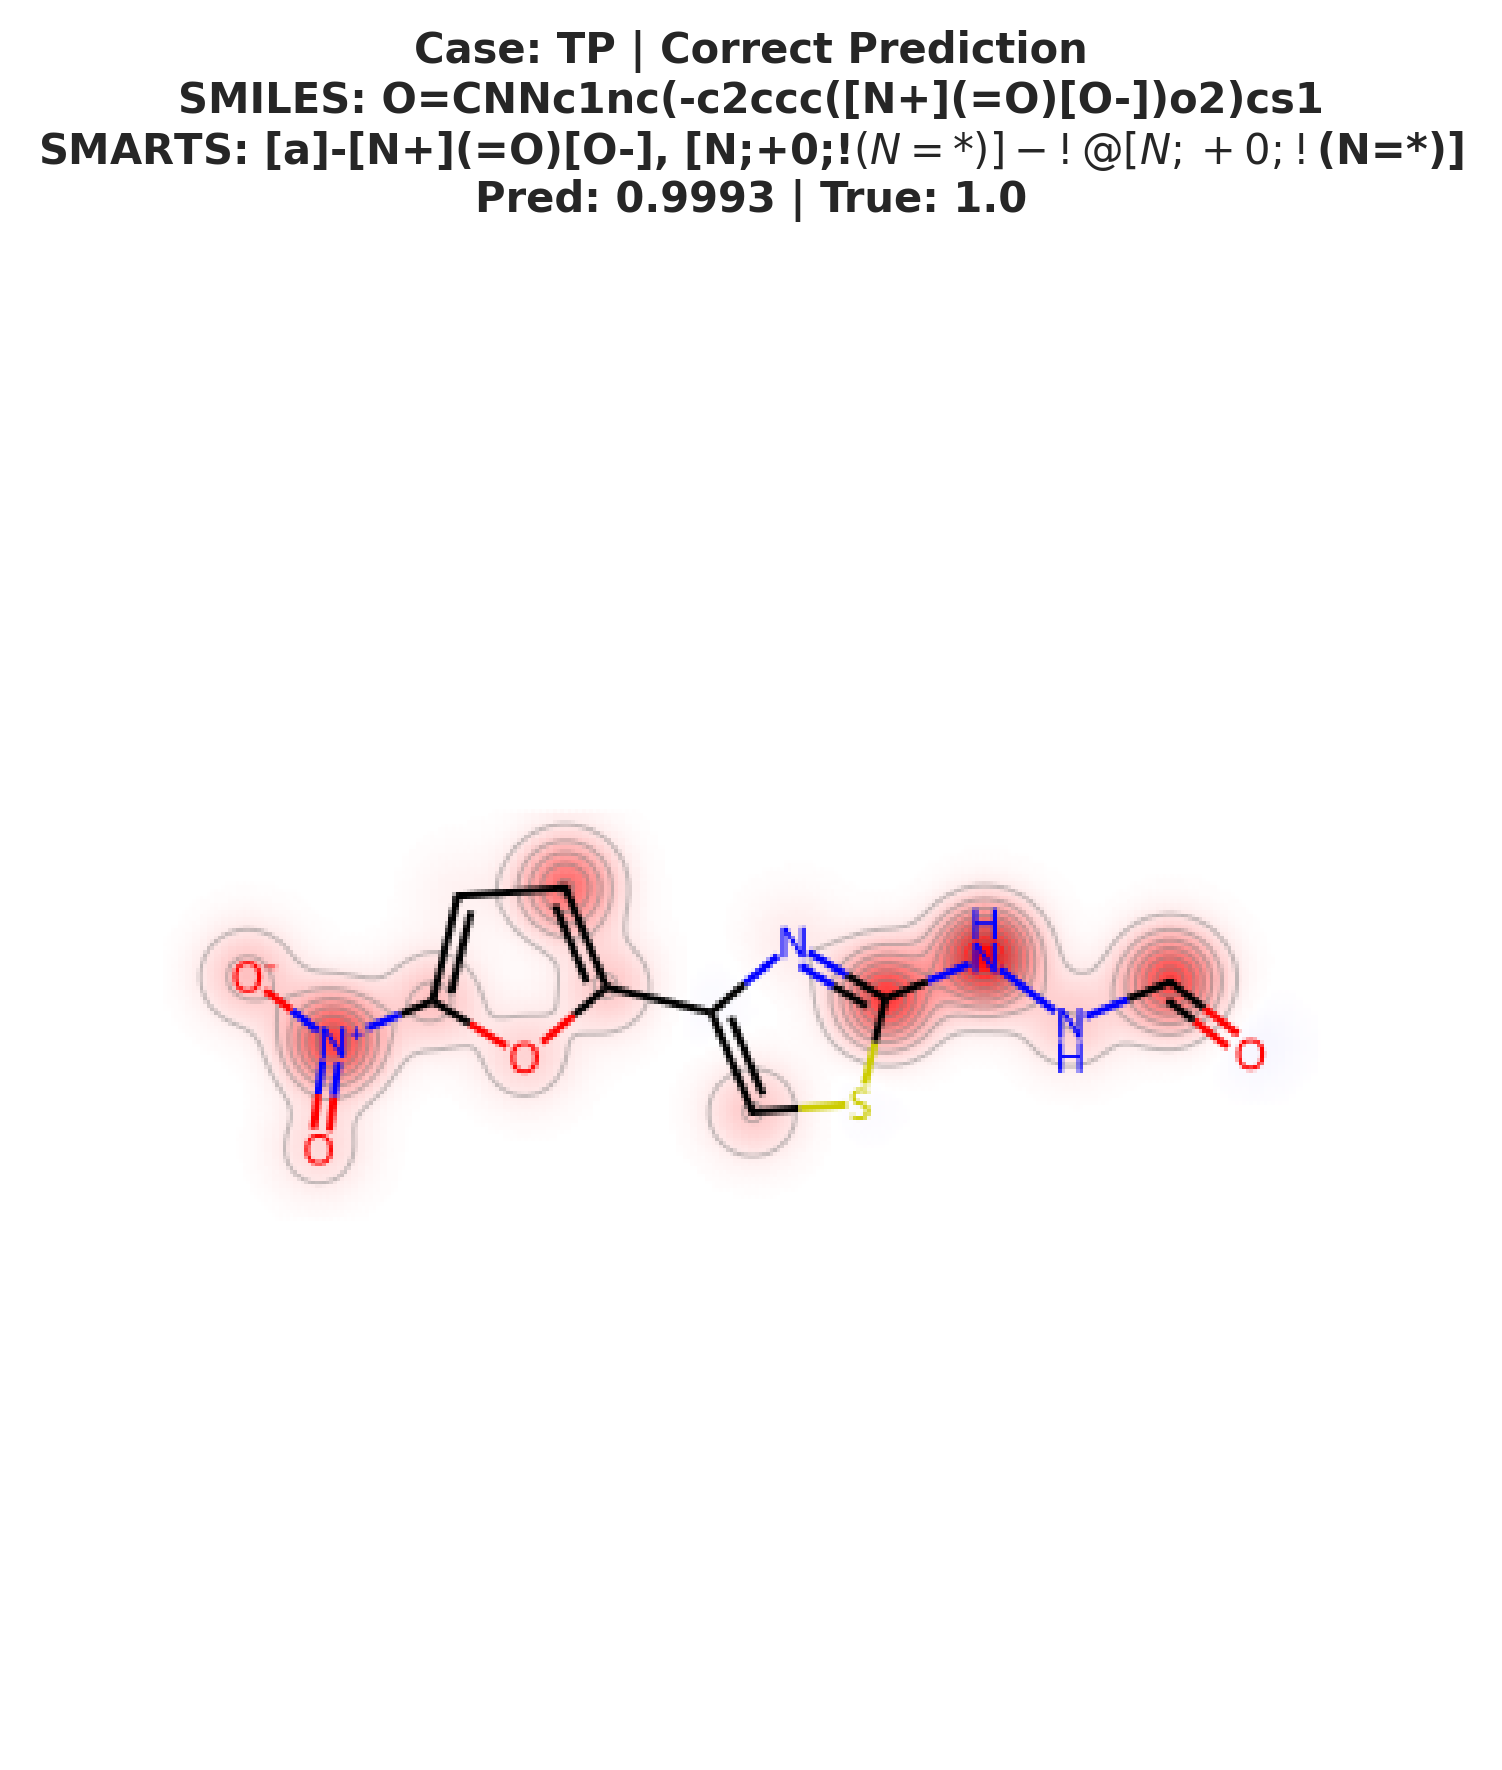 Case: TP | Correct Prediction
SMILES: O=CNNc1nc(-c2ccc([N+](=O)[O-])o2)cs1
SMARTS: [a]-[N+](=O)[O-], [N;+0;!(N = *)] − ! @[N; + 0; ! (N=*)]
Pred: 0.9993 | True: 1.0
H
N
N
O⁻
N⁺
O
N
H
O
S
O